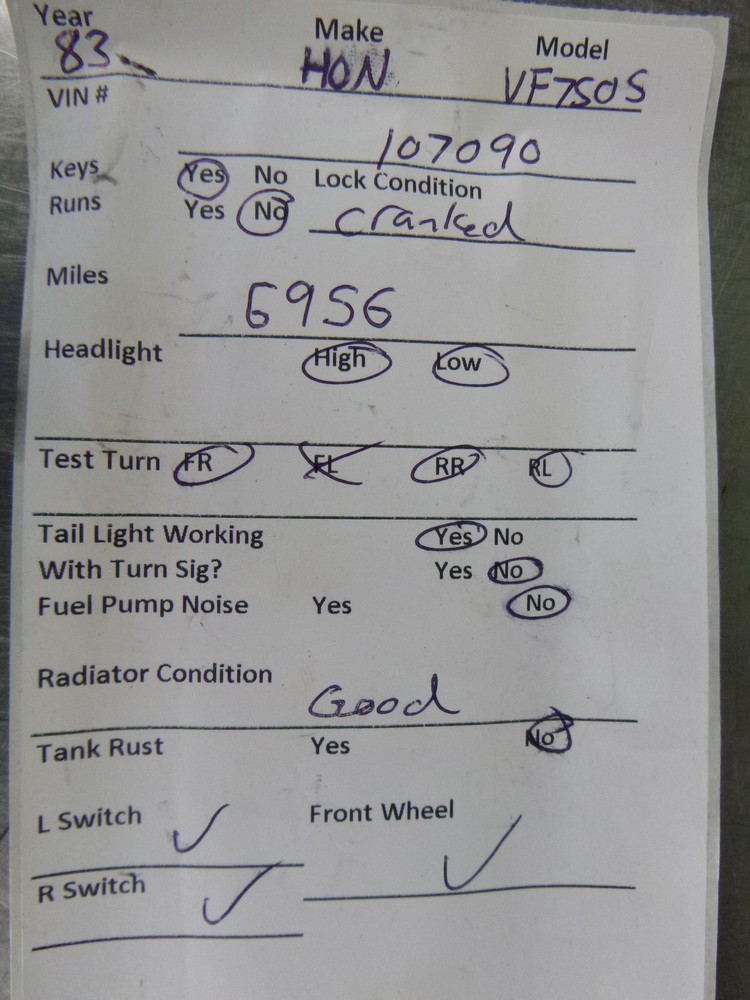 Year Make Model
83 HON VF750S
VIN #
107090
Keys Yes No Lock Condition
Runs Yes No cranked
Miles
6956
Headlight High Low
Test Turn FR FL RR RL
Tail Light Working Yes No
With Turn Sig? Yes No
Fuel Pump Noise Yes No
Radiator Condition
Good
Tank Rust Yes No
L Switch ✓ Front Wheel
R Switch ✓ ✓